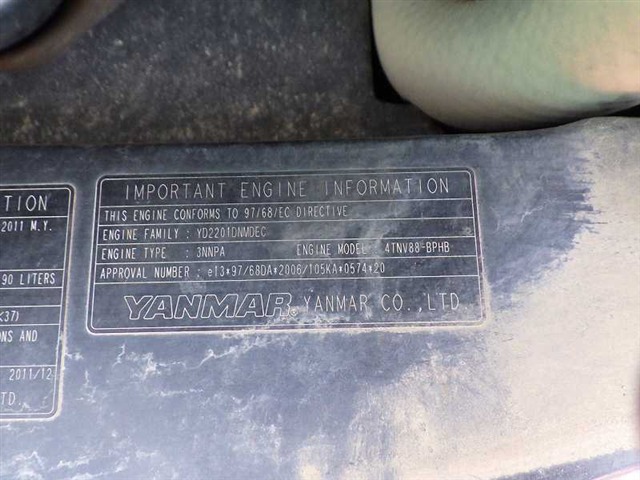 TION
2011 M.Y.
90 LITERS
<37)
ONS AND
2011/12
TD.
IMPORTANT ENGINE INFORMATION
THIS ENGINE CONFORMS TO 97/68/EC DIRECTIVE
ENGINE FAMILY : YD2201DNMDEC
ENGINE TYPE : 3NNPA ENGINE MODEL: 4TNV88-BPHB
APPROVAL NUMBER : e13*97/68DA*2006/105KA*0574*20
YANMAR® YANMAR CO.,LTD.